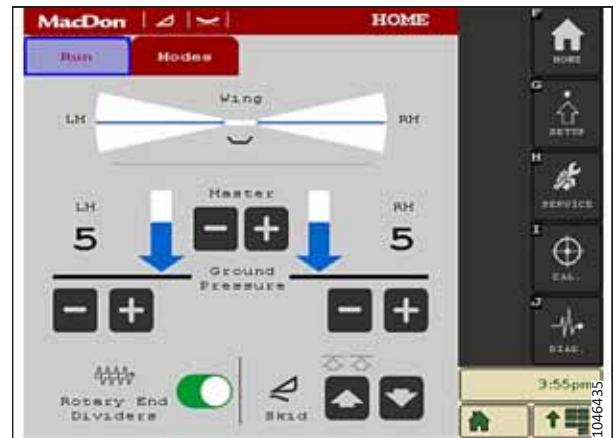 MacDon HOME
Run Modes
Wing
LH RH
Master
LH RH
5 5
Ground
Pressure
Rotary End
Dividers
Skid
F
HOME
G
SETUP
H
SERVICE
I
CAL.
J
DIAG.
3:55pm
1046435